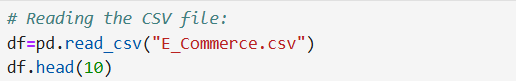 # Reading the CSV file:
df=pd.read_csv("E_Commerce.csv")
df.head(10)